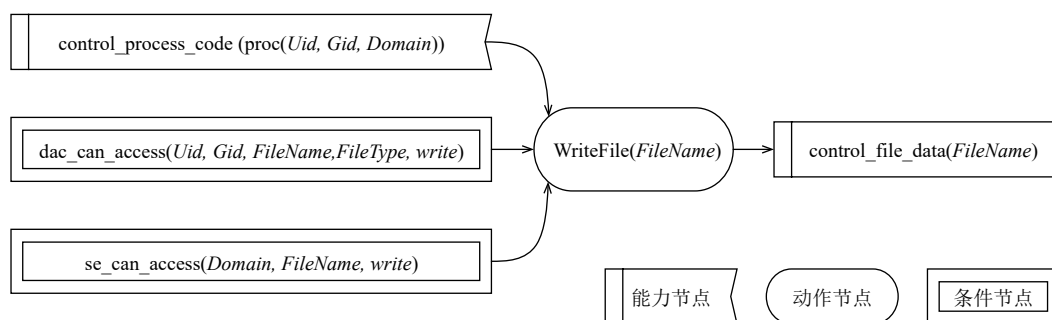 control_process_code (proc(Uid, Gid, Domain))
dac_can_access(Uid, Gid, FileName,FileType, write)
WriteFile(FileName)
control_file_data(FileName)
se_can_access(Domain, FileName, write)
能力节点
动作节点
条件节点